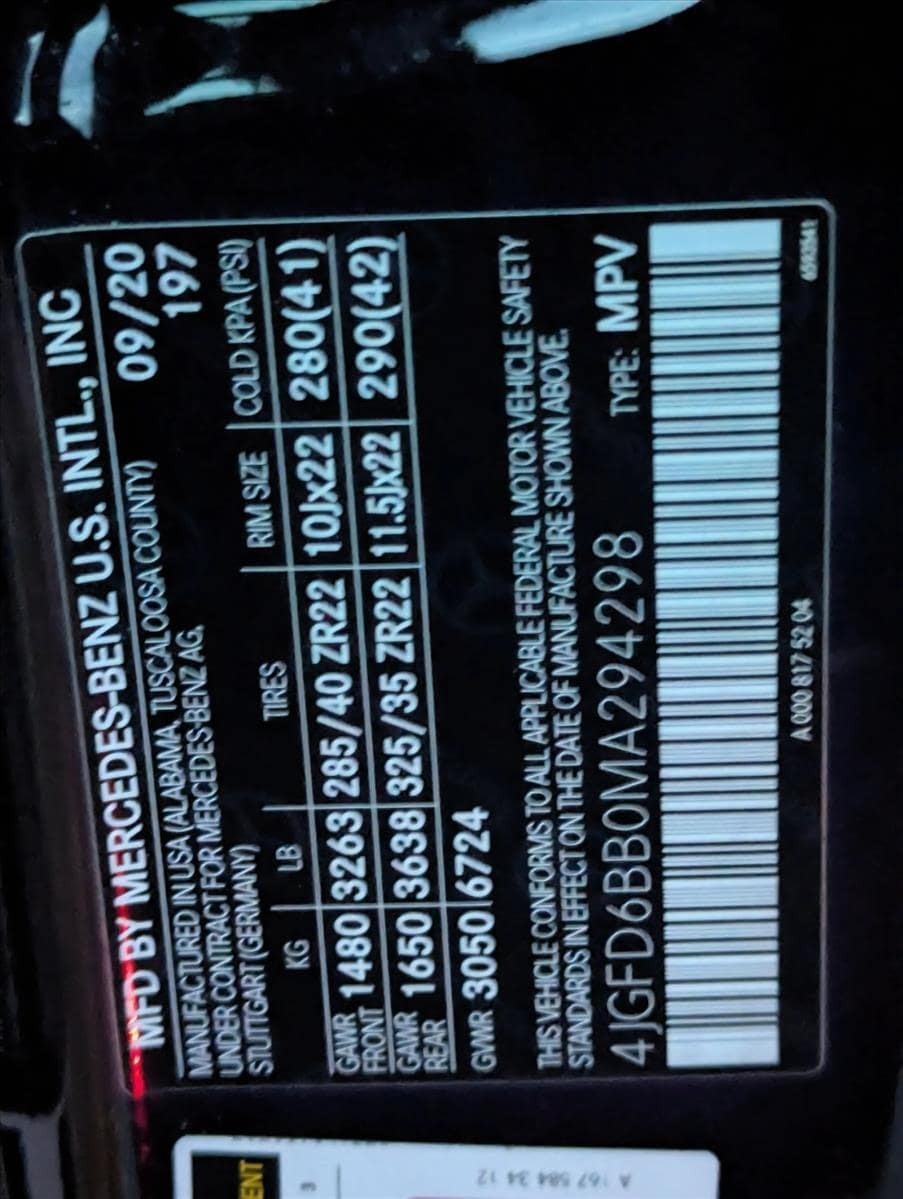 MFD BY MERCEDES-BENZ U.S. INTL., INC
MANUFACTURED IN USA (ALABAMA, TUSCALOOSA COUNTY) 09/20
UNDER CONTRACT FOR MERCEDES-BENZ AG, 197
STUTTGART (GERMANY)
KG LB TIRES RIM SIZE COLD KPA (PSI)
GAWR FRONT 1480 3263 285/40 ZR22 10Jx22 280(41)
GAWR REAR 1650 3638 325/35 ZR22 11.5Jx22 290(42)
GWR 3050 6724
THIS VEHICLE CONFORMS TO ALL APPLICABLE FEDERAL MOTOR VEHICLE SAFETY
STANDARDS IN EFFECT ON THE DATE OF MANUFACTURE SHOWN ABOVE.
4JGFD6BB0MA294298 TYPE: MPV
A 000 817 52 04
ENT
3
A 167 584 34 12